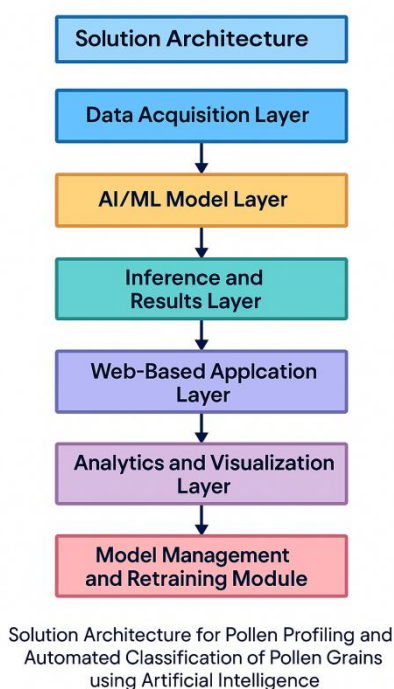 Solution Architecture
Data Acquisition Layer
AI/ML Model Layer
Inference and
Results Layer
Web-Based Applcation
Layer
Analytics and Visualization
Layer
Model Management
and Retraining Module
Solution Architecture for Pollen Profiling and
Automated Classification of Pollen Grains
using Artificial Intelligence